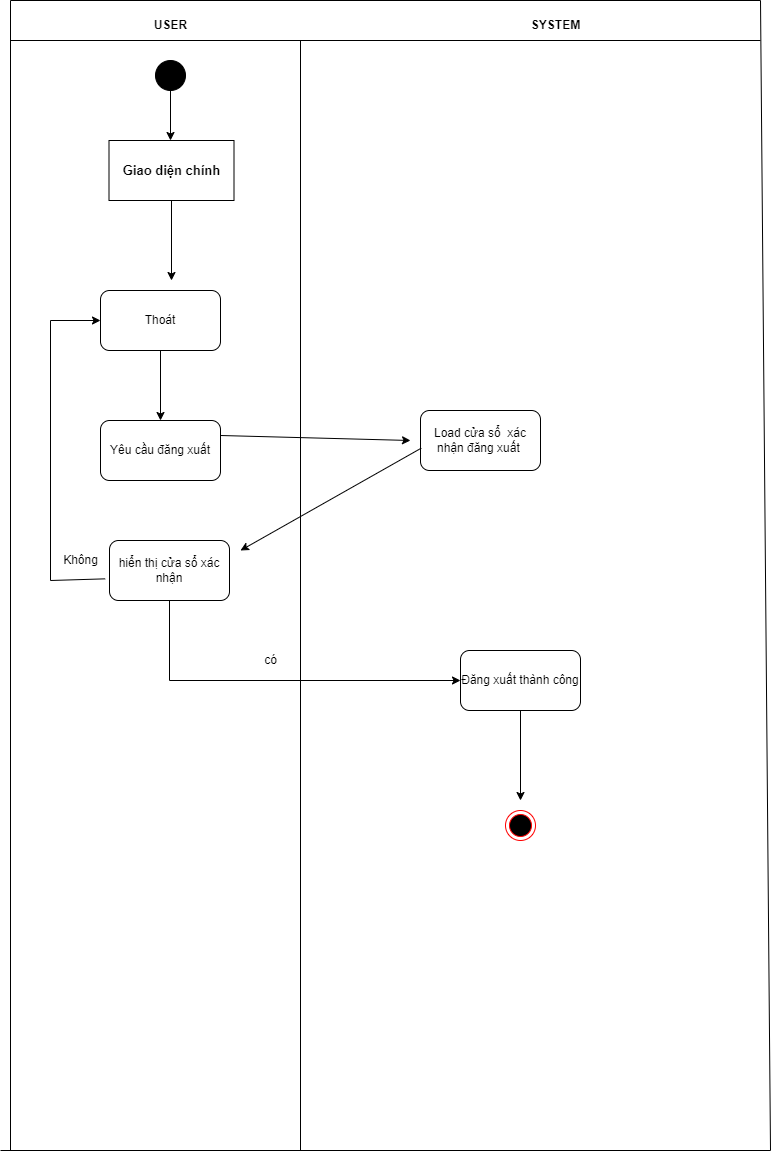 USER
SYSTEM
Giao diện chính
Thoát
Yêu cầu đăng xuất
Load cửa sổ xác
nhận đăng xuất
Không
hiển thị cửa sổ xác
nhận
có
Đăng xuất thành công